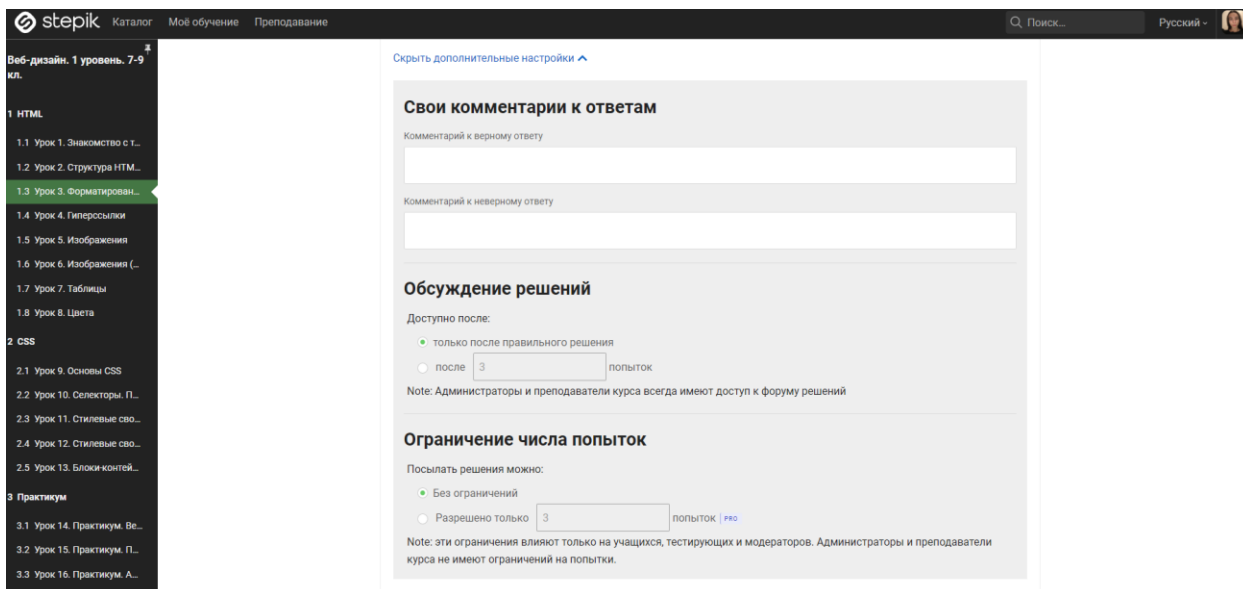 stepik Каталог Моё обучение Преподавание Поиск... Русский
Веб-дизайн. 1 уровень. 7-9
кл.
1 HTML
1.1 Урок 1. Знакомство с т...
1.2 Урок 2. Структура HTM...
1.3 Урок 3. Форматирован...
1.4 Урок 4. Гиперссылки
1.5 Урок 5. Изображения
1.6 Урок 6. Изображения (...
1.7 Урок 7. Таблицы
1.8 Урок 8. Цвета
2 CSS
2.1 Урок 9. Основы CSS
2.2 Урок 10. Селекторы. П...
2.3 Урок 11. Стилевые сво...
2.4 Урок 12. Стилевые сво...
2.5 Урок 13. Блоки-контей...
3 Практикум
3.1 Урок 14. Практикум. Ве...
3.2 Урок 15. Практикум. П...
3.3 Урок 16. Практикум. А...
Скрыть дополнительные настройки
Свои комментарии к ответам
Комментарий к верному ответу
Комментарий к неверному ответу
Обсуждение решений
Доступно после:
только после правильного решения
после 3 попыток
Note: Администраторы и преподаватели курса всегда имеют доступ к форуму решений
Ограничение числа попыток
Посылать решения можно:
Без ограничений
Разрешено только 3 попыток PRO
Note: эти ограничения влияют только на учащихся, тестирующих и модераторов. Администраторы и преподаватели
курса не имеют ограничений на попытки.